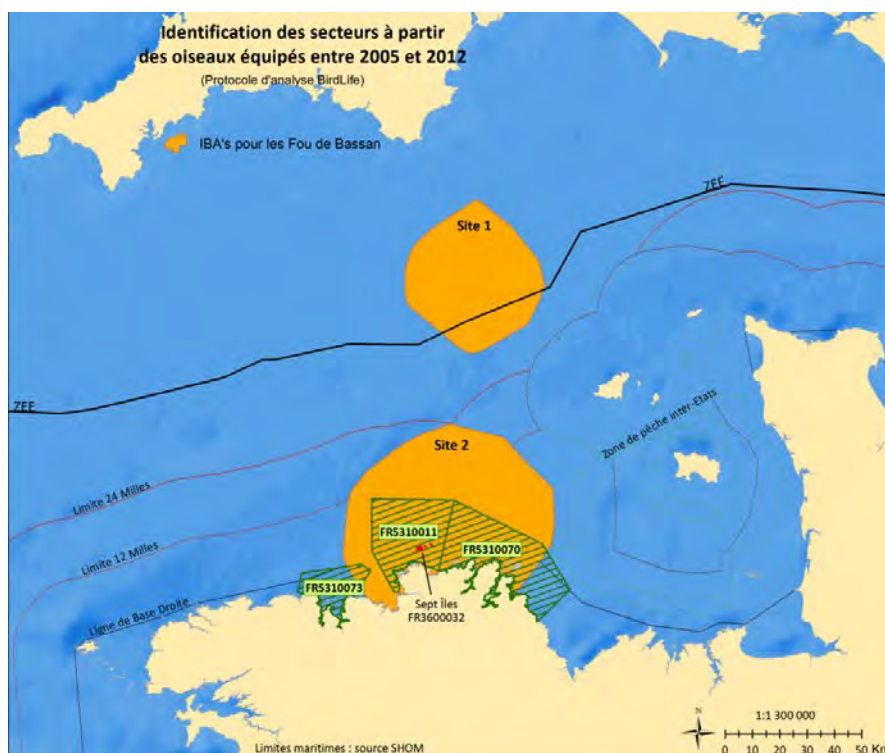 Identification des secteurs à partir
des oiseaux équipés entre 2005 et 2012
(Protocole d'analyse BirdLife)
IBA's pour les Fou de Bassan
ZEE
Site 1
ZEE
Site 2
Zone de pêche inter-Etats
Limite 24 Milles
FR5310011
FR5310070
Limite 12 Milles
FR5310073
Sept Îles
FR3600032
Ligne de Base Droite
N
1:1 300 000
0 10 20 30 40 50 Km
Limites maritimes : source SHOM